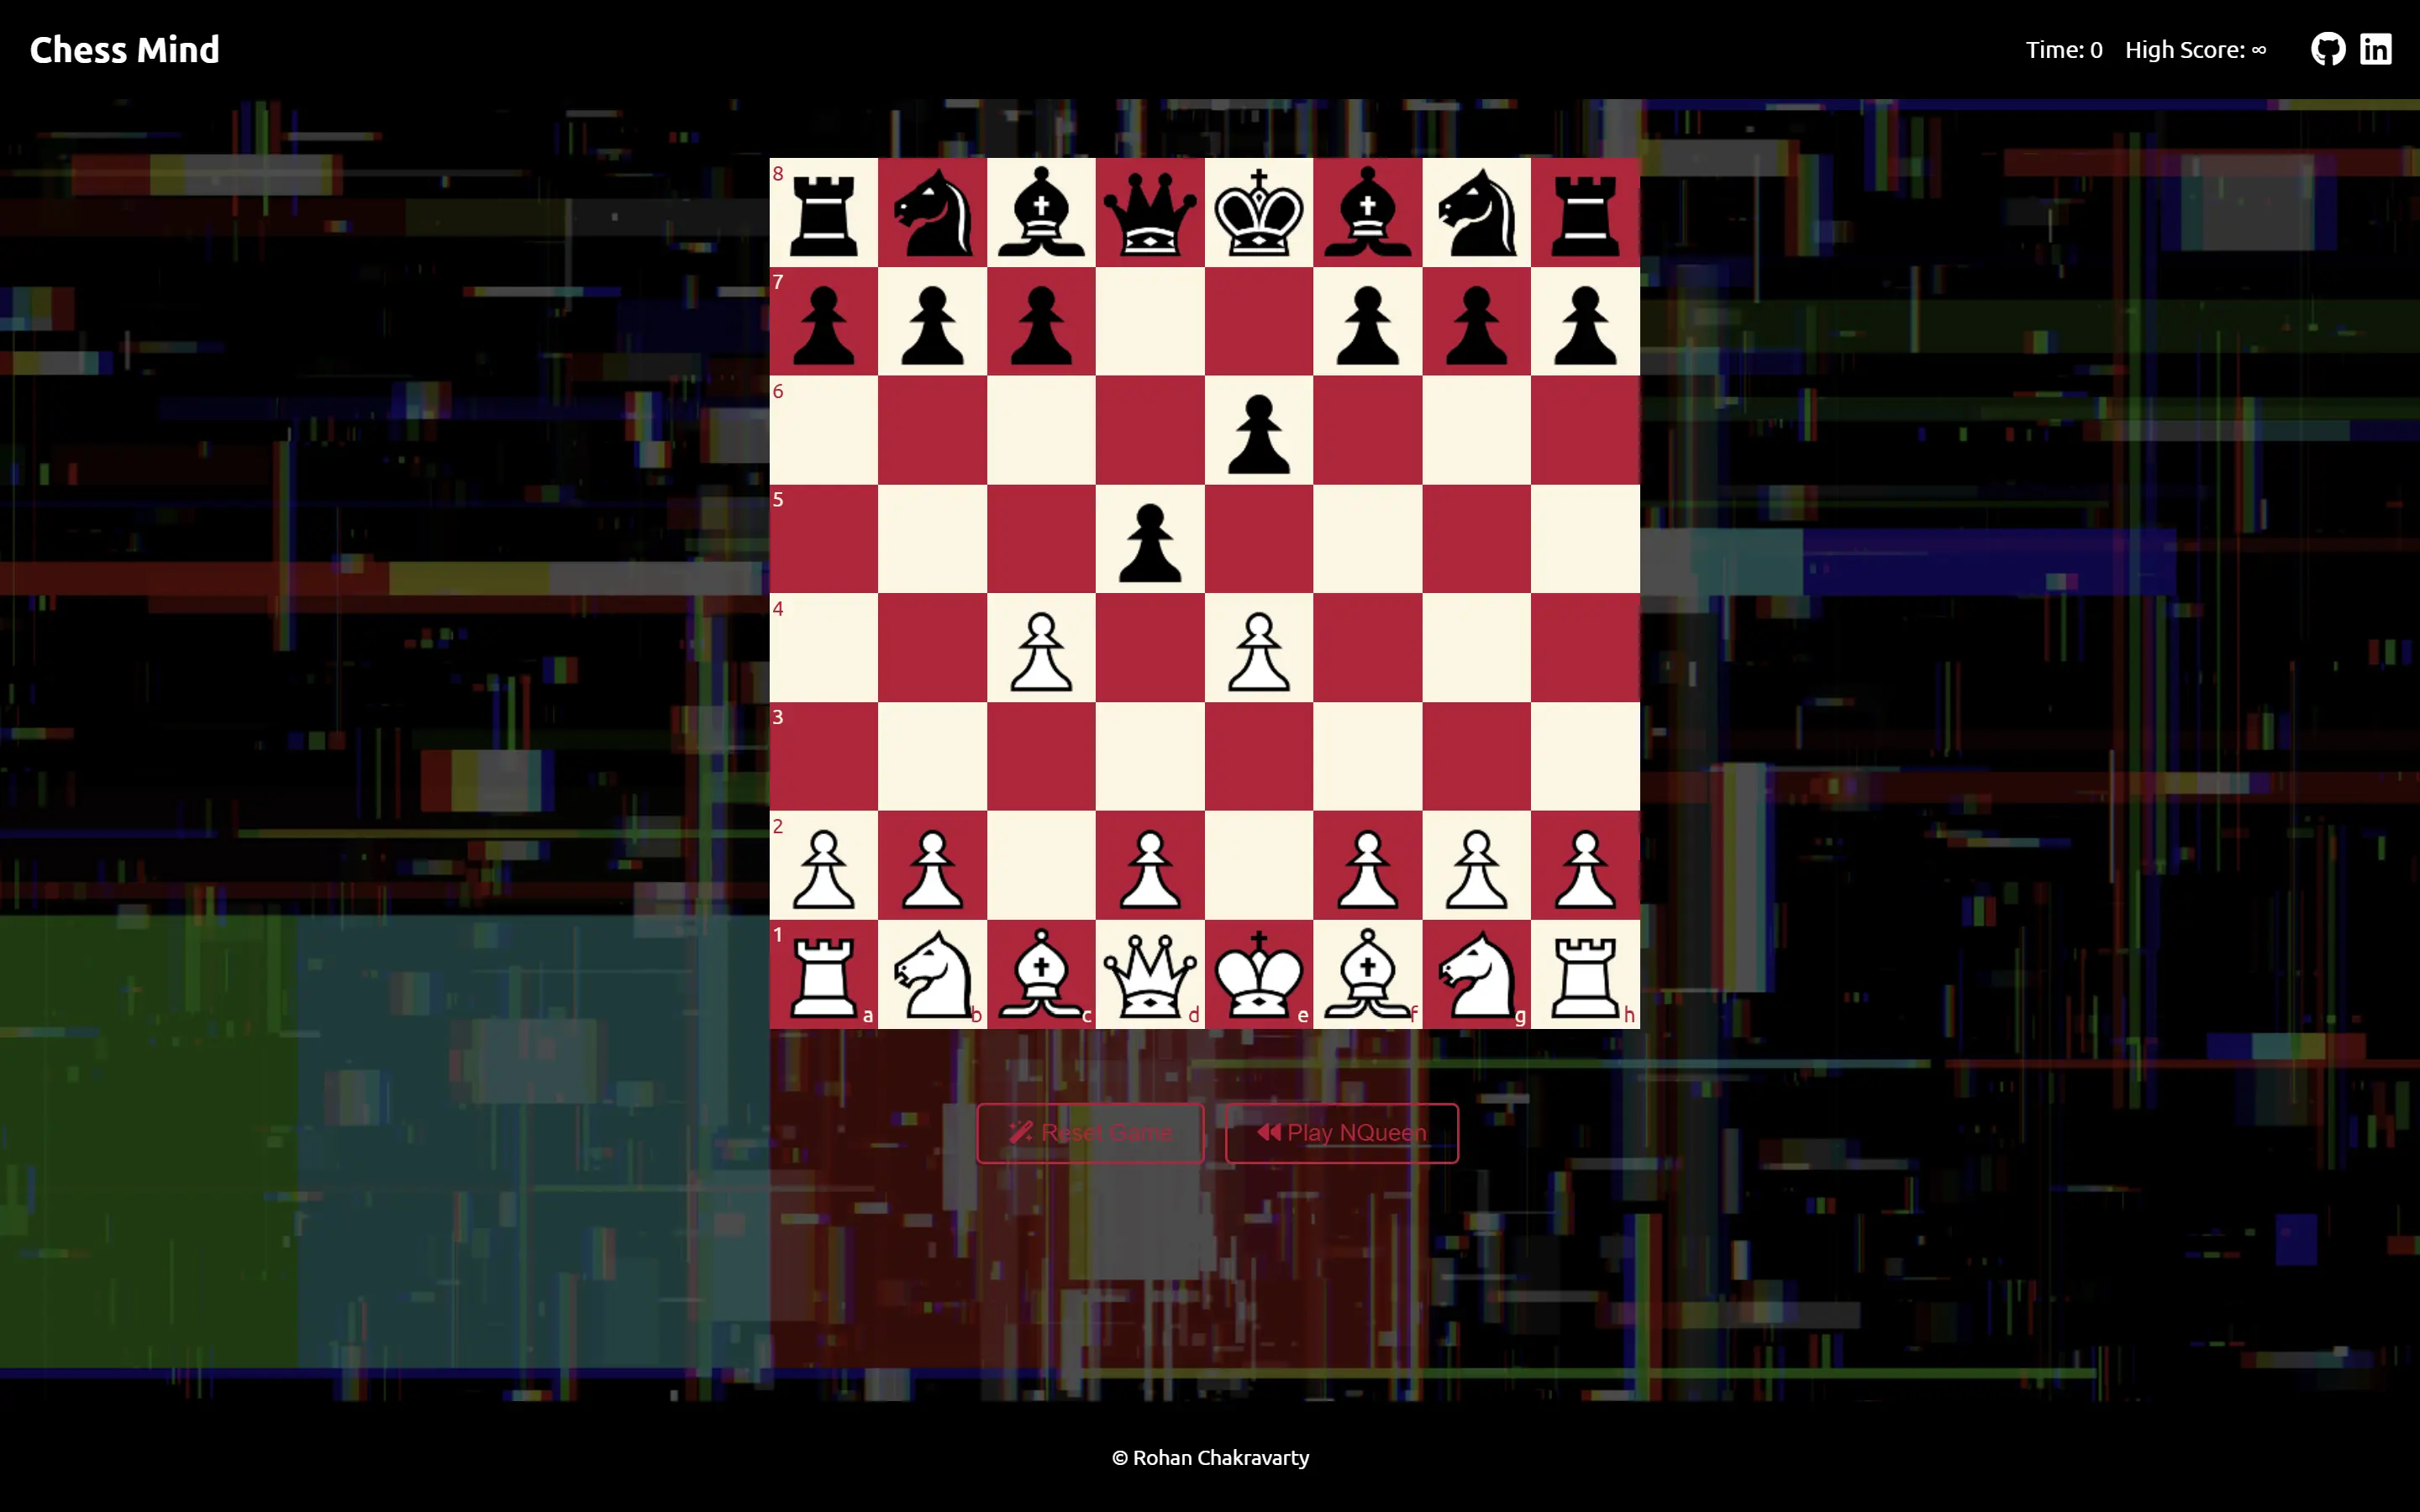 Chess Mind
Time: 0 High Score: ∞
8
7
6
5
4
3
2
1
a b c d e f g h
Reset Game Play NQueen
© Rohan Chakravarty